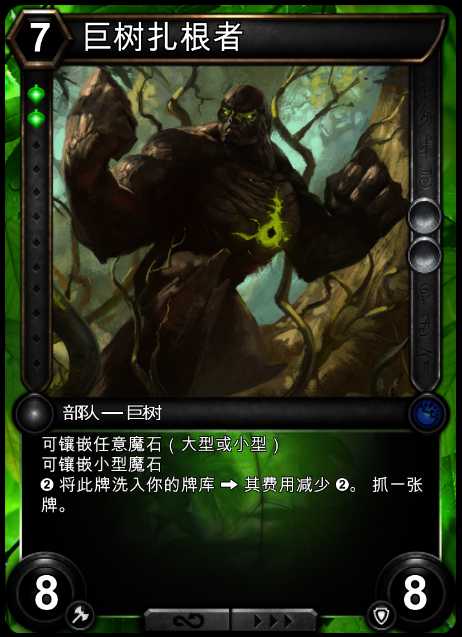 7 巨树扎根者
部队 — 巨树
可镶嵌任意魔石（大型或小型）
可镶嵌小型魔石
❷ 将此牌洗入你的牌库 ➡ 其费用减少 ❷。 抓一张
牌。
8 8